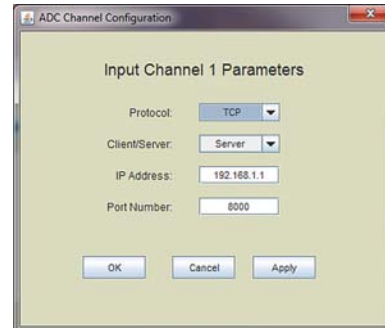 ADC Channel Configuration
Input Channel 1 Parameters
Protocol: TCP
Client/Server: Server
IP Address: 192.168.1.1
Port Number: 8000
OK Cancel Apply